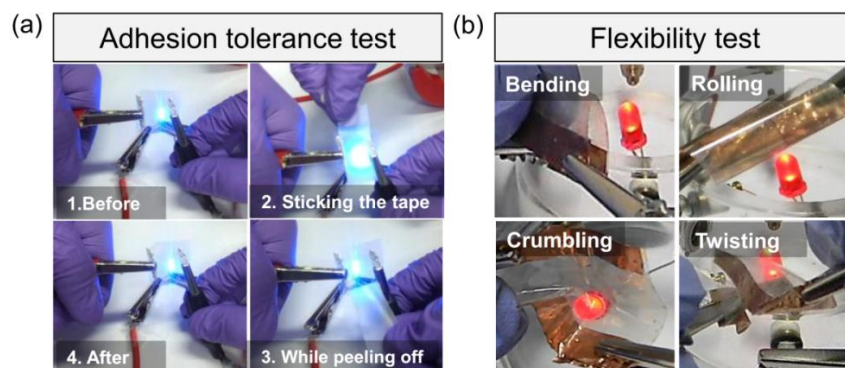 (a)
Adhesion tolerance test
1.Before
2. Sticking the tape
4. After
3. While peeling off
(b)
Flexibility test
Bending
Rolling
Crumbling
Twisting